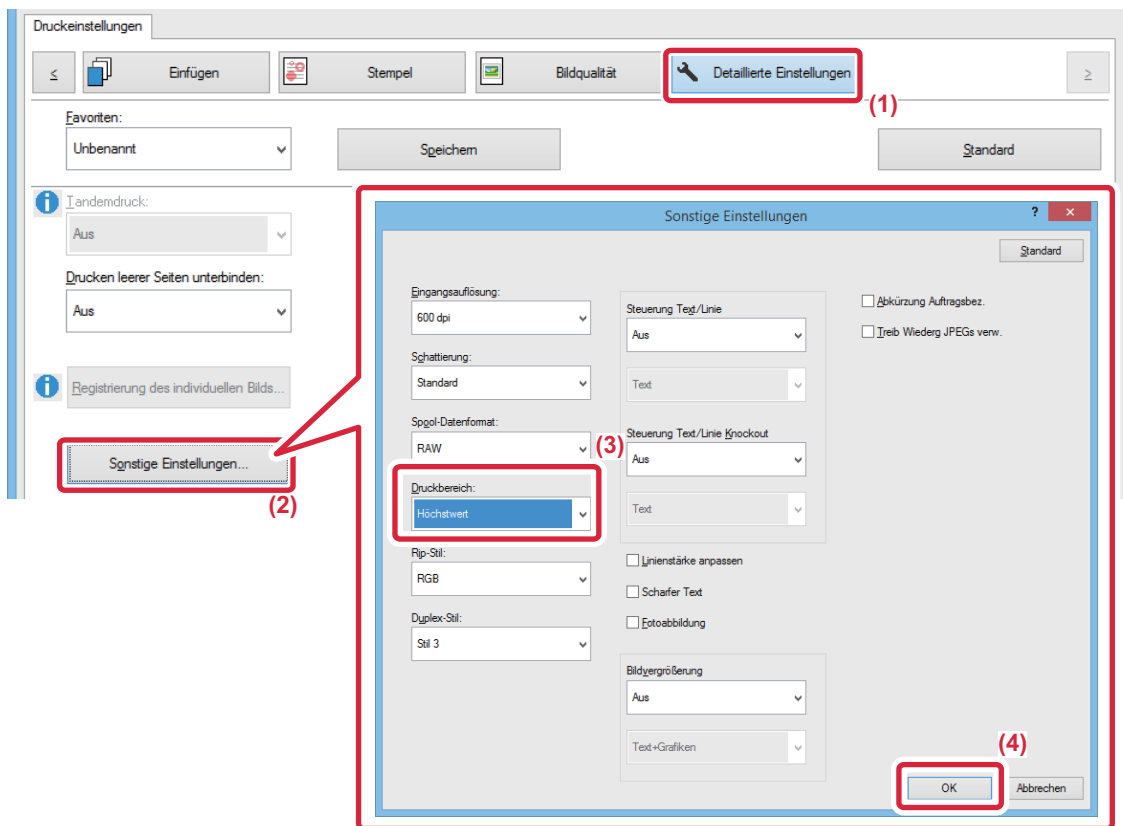 Druckeinstellungen
<
Einfügen
Stempel
Bildqualität
Detaillierte Einstellungen
>
(1)
Favoriten:
Unbenannt
Speichern
Standard
Tandemdruck:
Aus
Drucken leerer Seiten unterbinden:
Aus
Registrierung des individuellen Bilds...
Sonstige Einstellungen...
(2)
Sonstige Einstellungen
?
×
Standard
Eingangsauflösung:
600 dpi
Schattierung:
Standard
Spool-Datenformat:
RAW
(3)
Druckbereich:
Höchstwert
Rip-Stil:
RGB
Duplex-Stil:
Stil 3
Steuerung Text/Linie
Aus
Text
Steuerung Text/Linie Knockout
Aus
Text
Linienstärke anpassen
Scharfer Text
Fotoabbildung
Bildvergrößerung
Aus
Text+Grafiken
Abkürzung Auftragsbez.
Treib Wiederg JPEGs verw.
(4)
OK
Abbrechen